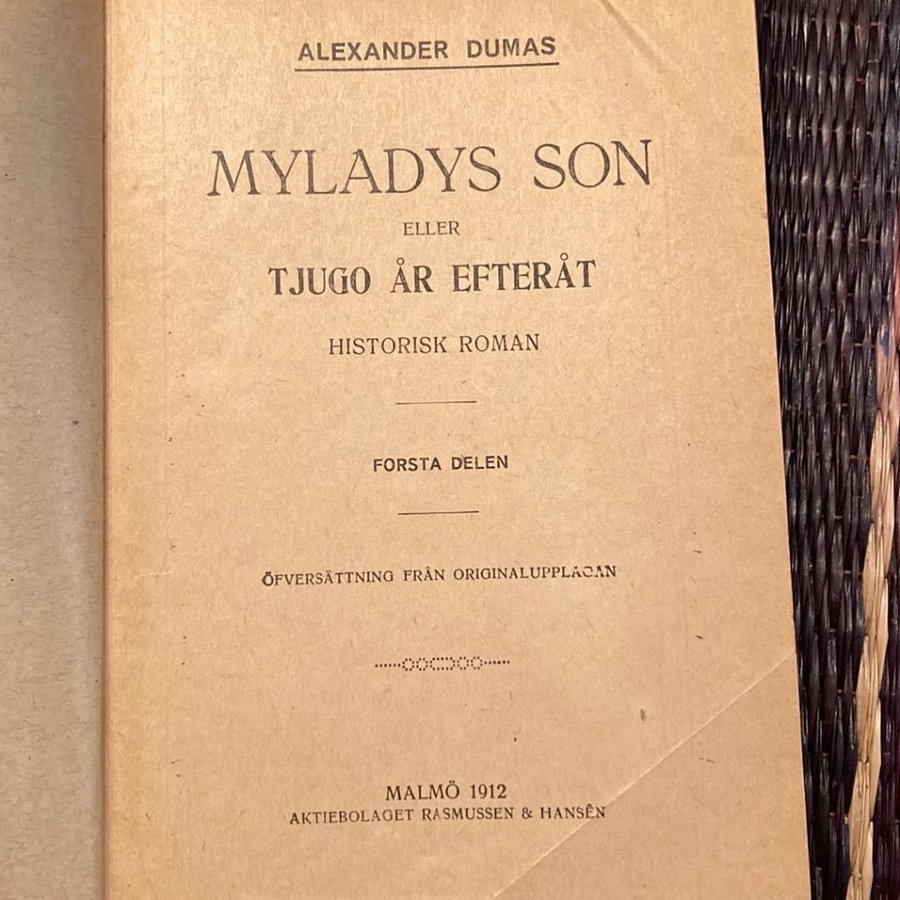 ALEXANDER DUMAS
MYLADYS SON
ELLER
TJUGO ÅR EFTERÅT
HISTORISK ROMAN
FORSTA DELEN
ÖFVERSÄTTNING FRÅN ORIGINALUPPLAGAN
MALMÖ 1912
AKTIEBOLAGET RASMUSSEN & HANSÊN